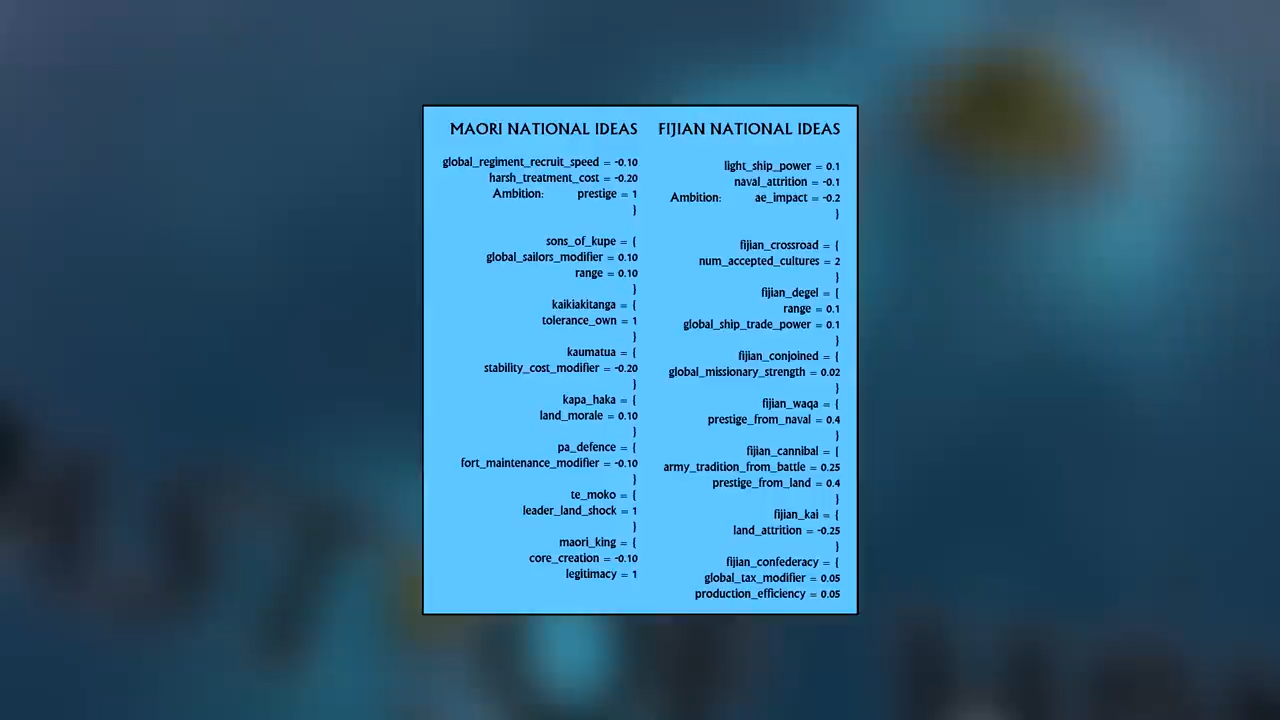 MAORI NATIONAL IDEAS
global_regiment_recruit_speed = -0.10
harsh_treatment_cost = -0.20
Ambition: prestige = 1
}
sons_of_kupe = {
global_sailors_modifier = 0.10
range = 0.10
}
kaikiakitanga = {
tolerance_own = 1
}
kaumatua = {
stability_cost_modifier = -0.20
}
kapa_haka = {
land_morale = 0.10
}
pa_defence = {
fort_maintenance_modifier = -0.10
}
te_moko = {
leader_land_shock = 1
}
maori_king = {
core_creation = -0.10
legitimacy = 1
FIJIAN NATIONAL IDEAS
light_ship_power = 0.1
naval_attrition = -0.1
Ambition: ae_impact = -0.2
}
fijian_crossroad = {
num_accepted_cultures = 2
}
fijian_degel = {
range = 0.1
global_ship_trade_power = 0.1
}
fijian_conjoined = {
global_missionary_strength = 0.02
}
fijian_waqa = {
prestige_from_naval = 0.4
}
fijian_cannibal = {
army_tradition_from_battle = 0.25
prestige_from_land = 0.4
}
fijian_kai = {
land_attrition = -0.25
}
fijian_confederacy = {
global_tax_modifier = 0.05
production_efficiency = 0.05